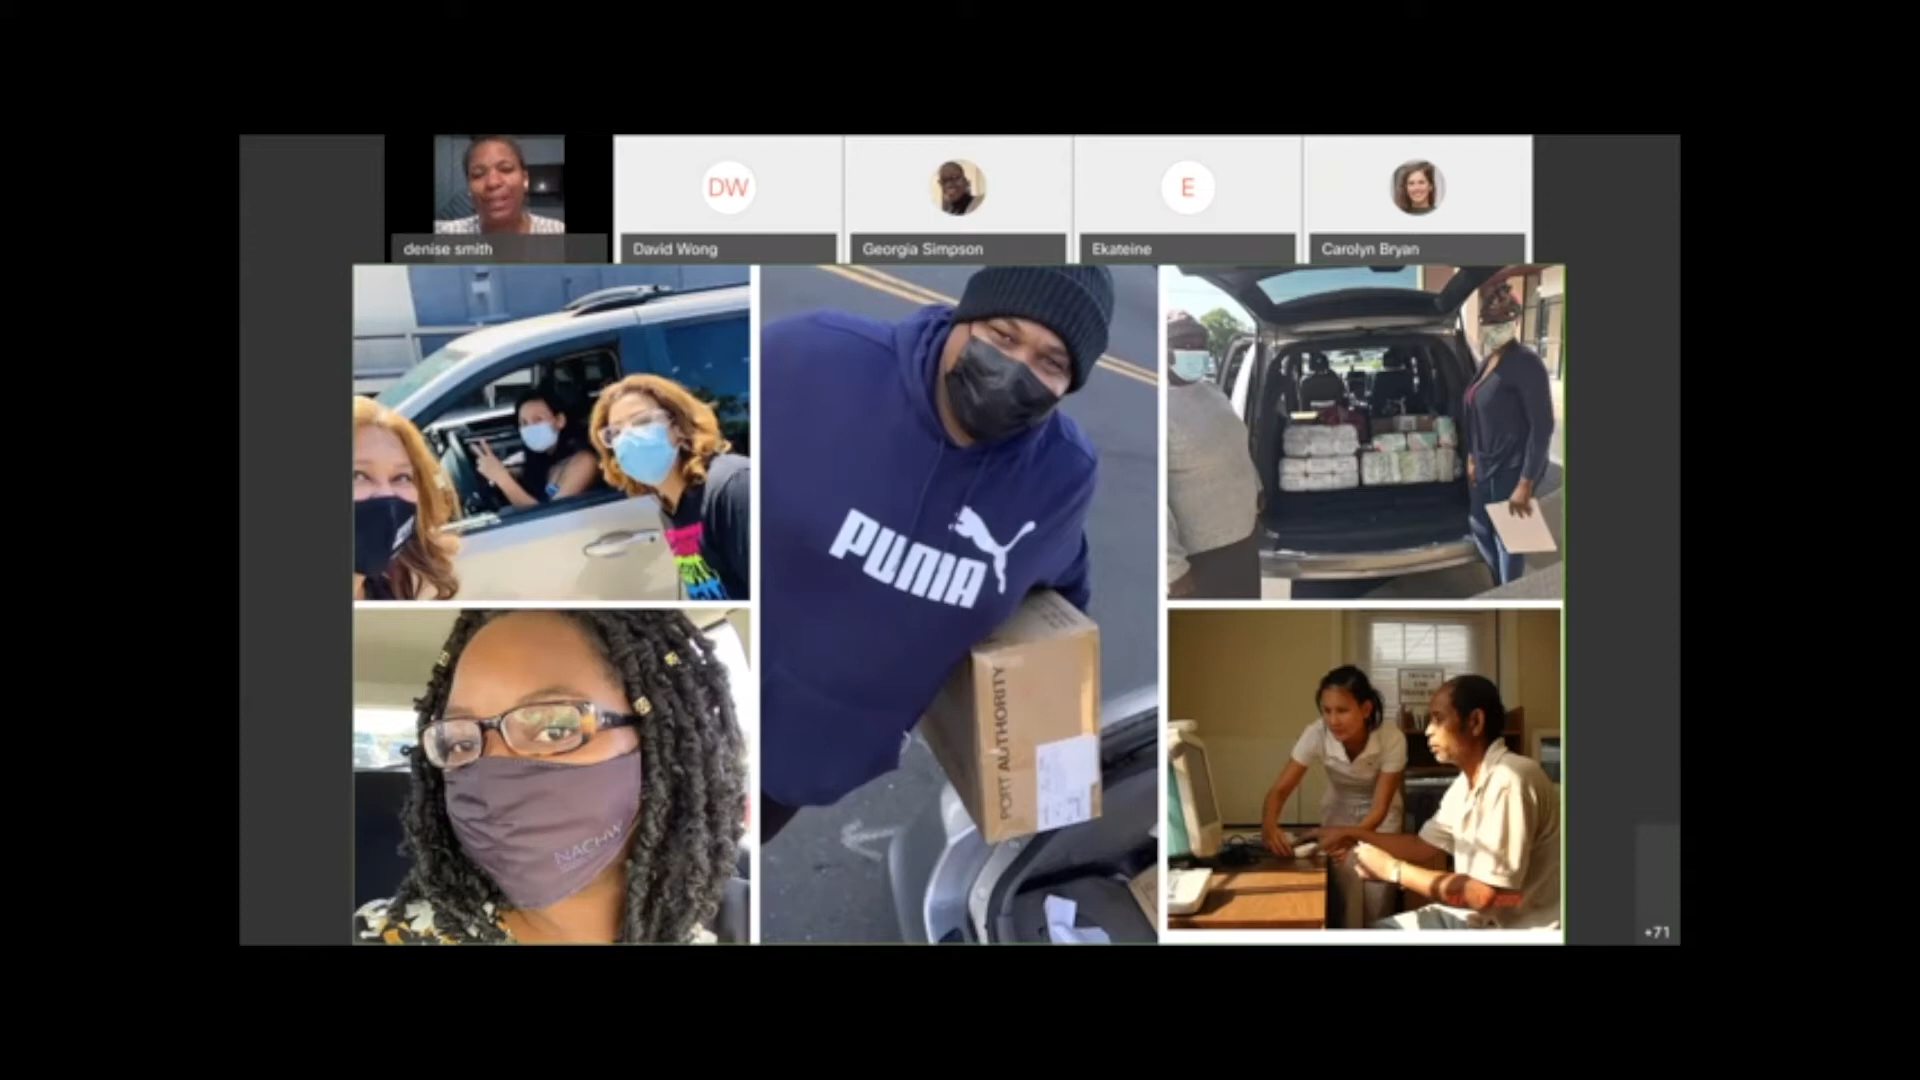 DW
E
denise smith
David Wong
Georgia Simpson
Ekateine
Carolyn Bryan
PUMA
PORT AUTHORITY
NACHW
+71